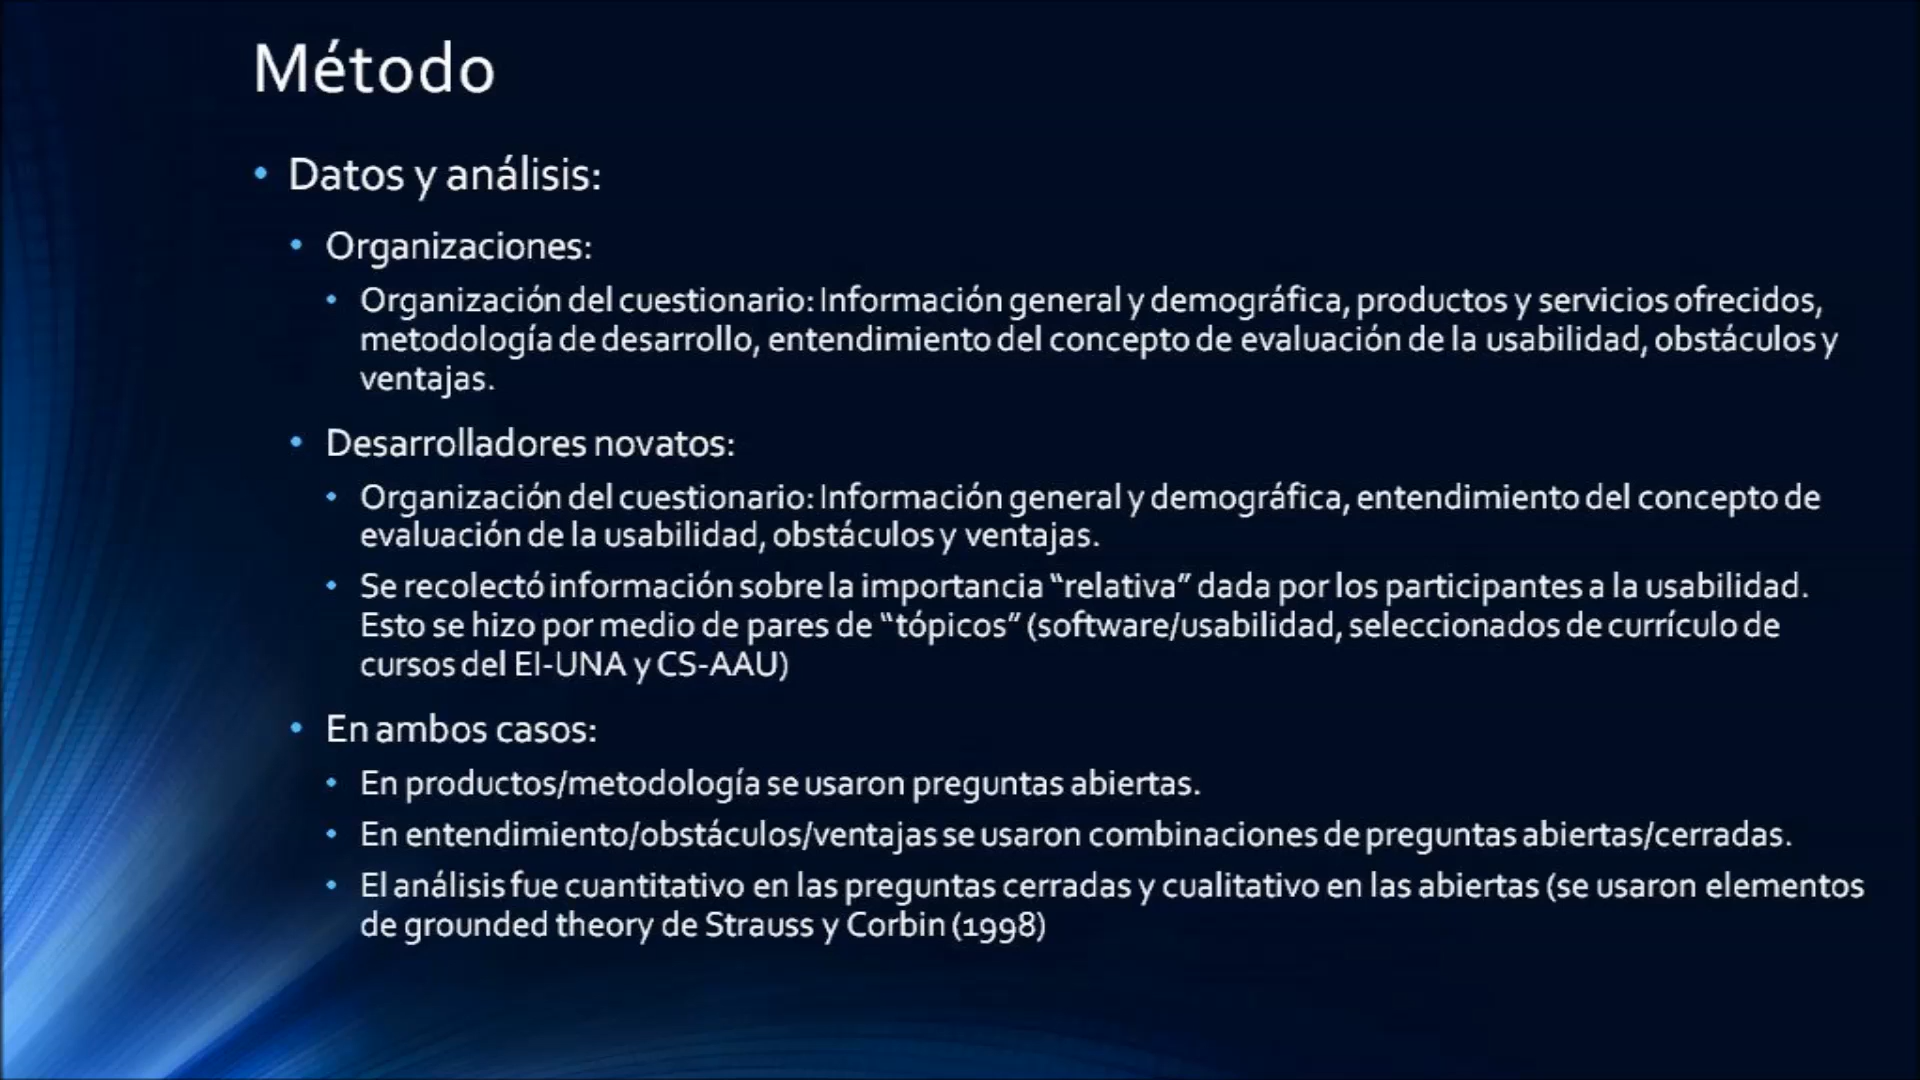 Método
• Datos y análisis:
• Organizaciones:
• Organización del cuestionario: Información general y demográfica, productos y servicios ofrecidos,
metodología de desarrollo, entendimiento del concepto de evaluación de la usabilidad, obstáculos y
ventajas.
• Desarrolladores novatos:
• Organización del cuestionario: Información general y demográfica, entendimiento del concepto de
evaluación de la usabilidad, obstáculos y ventajas.
• Se recolectó información sobre la importancia “relativa” dada por los participantes a la usabilidad.
Esto se hizo por medio de pares de “tópicos” (software/usabilidad, seleccionados de currículo de
cursos del EI-UNA y CS-AAU)
• En ambos casos:
• En productos/metodología se usaron preguntas abiertas.
• En entendimiento/obstáculos/ventajas se usaron combinaciones de preguntas abiertas/cerradas.
• El análisis fue cuantitativo en las preguntas cerradas y cualitativo en las abiertas (se usaron elementos
de grounded theory de Strauss y Corbin (1998)